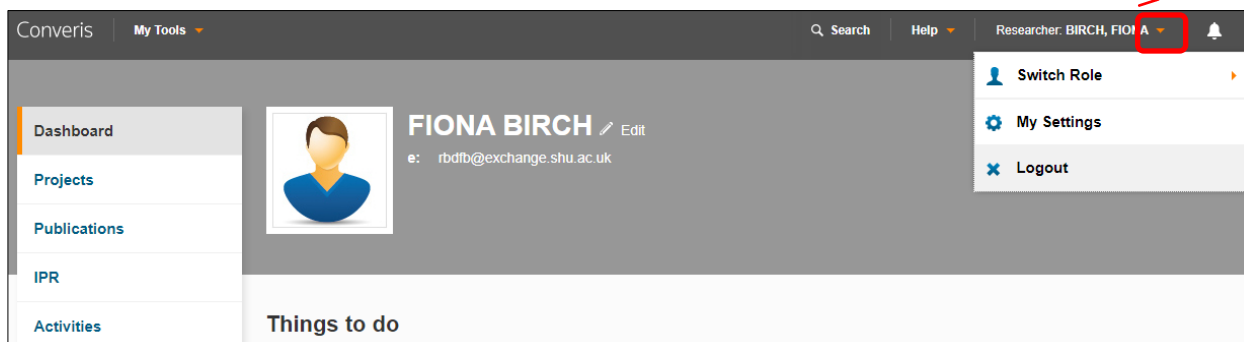 Converis My Tools Search Help Researcher: BIRCH, FIONA
Switch Role
My Settings
Logout
FIONA BIRCH Edit
e: rbdfb@exchange.shu.ac.uk
Dashboard
Projects
Publications
IPR
Activities
Things to do